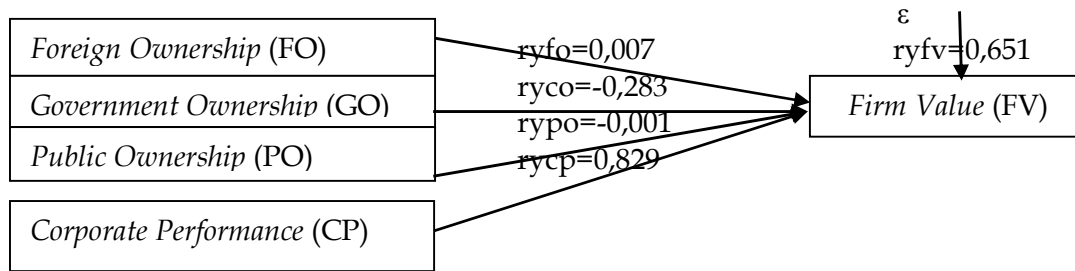 Foreign Ownership (FO)
Government Ownership (GO)
Public Ownership (PO)
Corporate Performance (CP)
ryfo=0,007
ryco=-0,283
rypo=-0,001
rycp=0,829
ε
ryfv=0,651
Firm Value (FV)